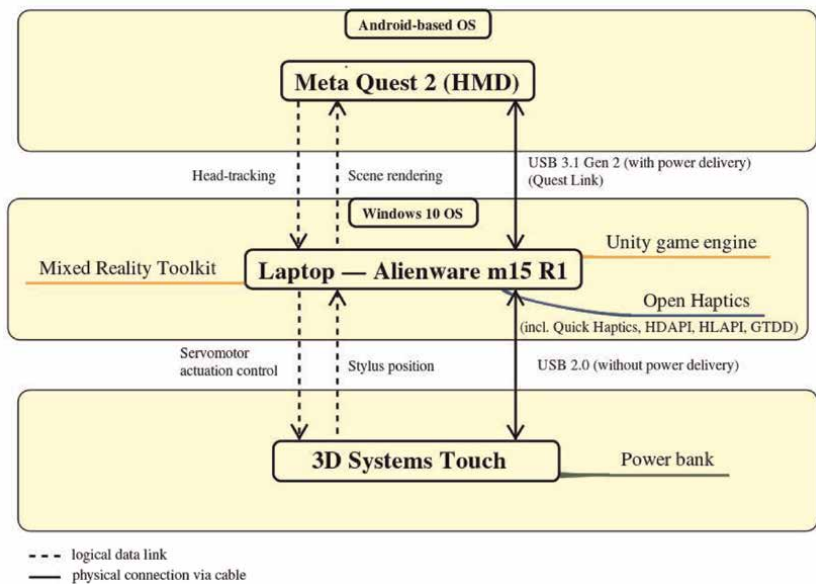 Android-based OS
Meta Quest 2 (HMD)
Head-tracking
Scene rendering
USB 3.1 Gen 2 (with power delivery)
(Quest Link)
Windows 10 OS
Unity game engine
Mixed Reality Toolkit
Laptop — Alienware m15 R1
Open Haptics
(incl. Quick Haptics, HDAPI, HLAPI, GTDD)
Servomotor
actuation control
Stylus position
USB 2.0 (without power delivery)
3D Systems Touch
Power bank
logical data link
physical connection via cable